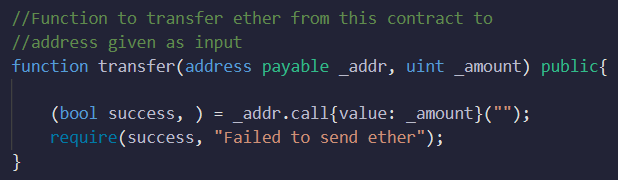 //Function to transfer ether from this contract to
//address given as input
function transfer(address payable _addr, uint _amount) public{
(bool success, ) = _addr.call{value: _amount}("");
require(success, "Failed to send ether");
}